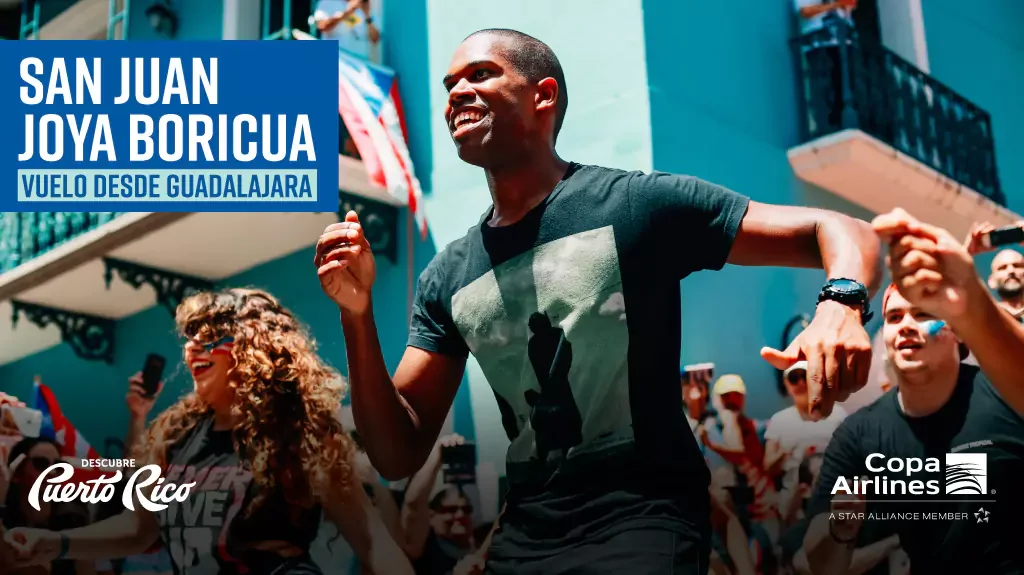 SAN JUAN
JOYA BORICUA
VUELO DESDE GUADALAJARA
DESCUBRE
Puerto Rico
Copa
Airlines
A STAR ALLIANCE MEMBER